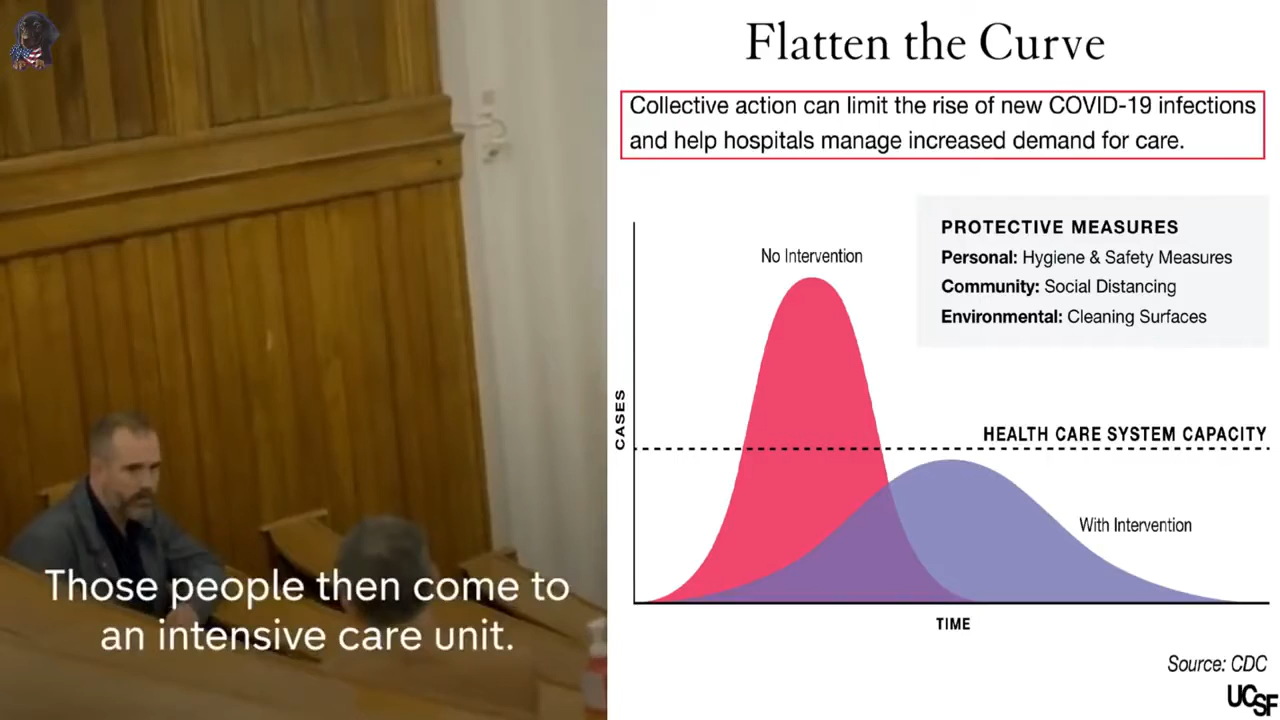 Those people then come to
an intensive care unit.
Flatten the Curve
Collective action can limit the rise of new COVID-19 infections
and help hospitals manage increased demand for care.
PROTECTIVE MEASURES
Personal: Hygiene & Safety Measures
Community: Social Distancing
Environmental: Cleaning Surfaces
No Intervention
CASES
HEALTH CARE SYSTEM CAPACITY
With Intervention
TIME
Source: CDC
UCSF